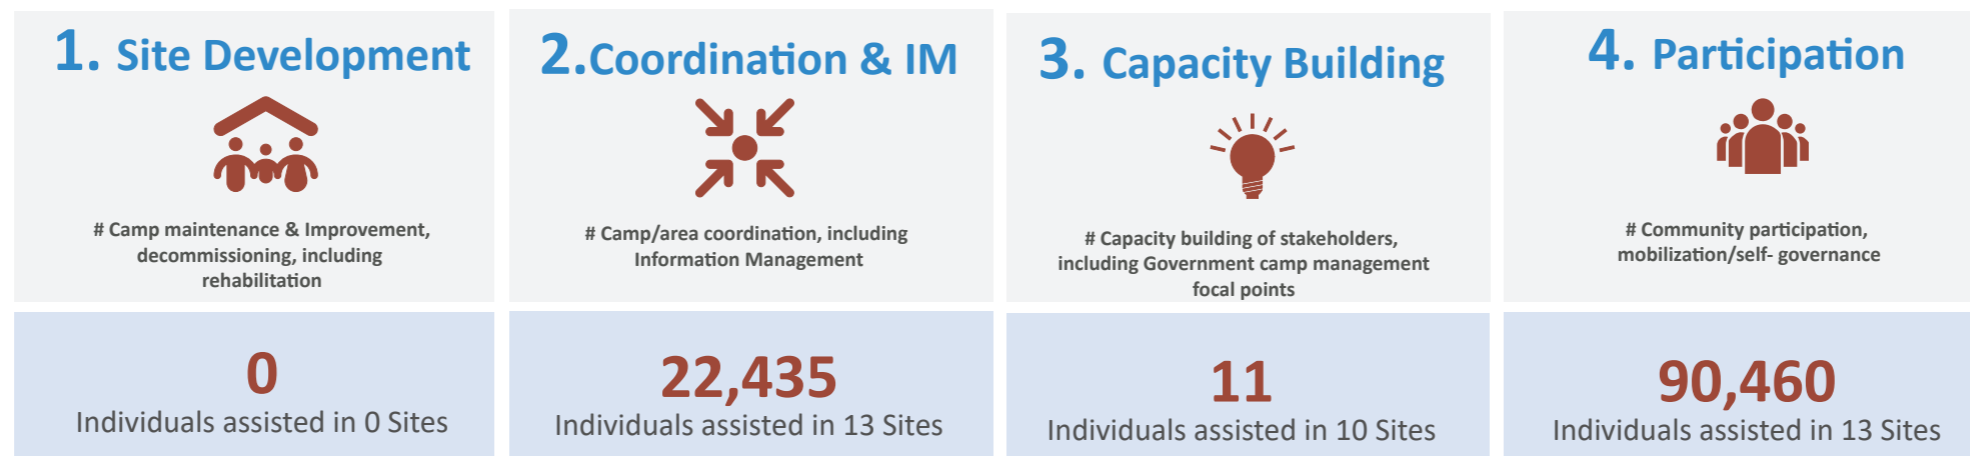 1. Site Development
# Camp maintenance & Improvement,
decommissioning, including
rehabilitation
0
Individuals assisted in 0 Sites
2.Coordination & IM
# Camp/area coordination, including
Information Management
22,435
Individuals assisted in 13 Sites
3. Capacity Building
# Capacity building of stakeholders,
including Government camp management
focal points
11
Individuals assisted in 10 Sites
4. Participation
# Community participation,
mobilization/self- governance
90,460
Individuals assisted in 13 Sites